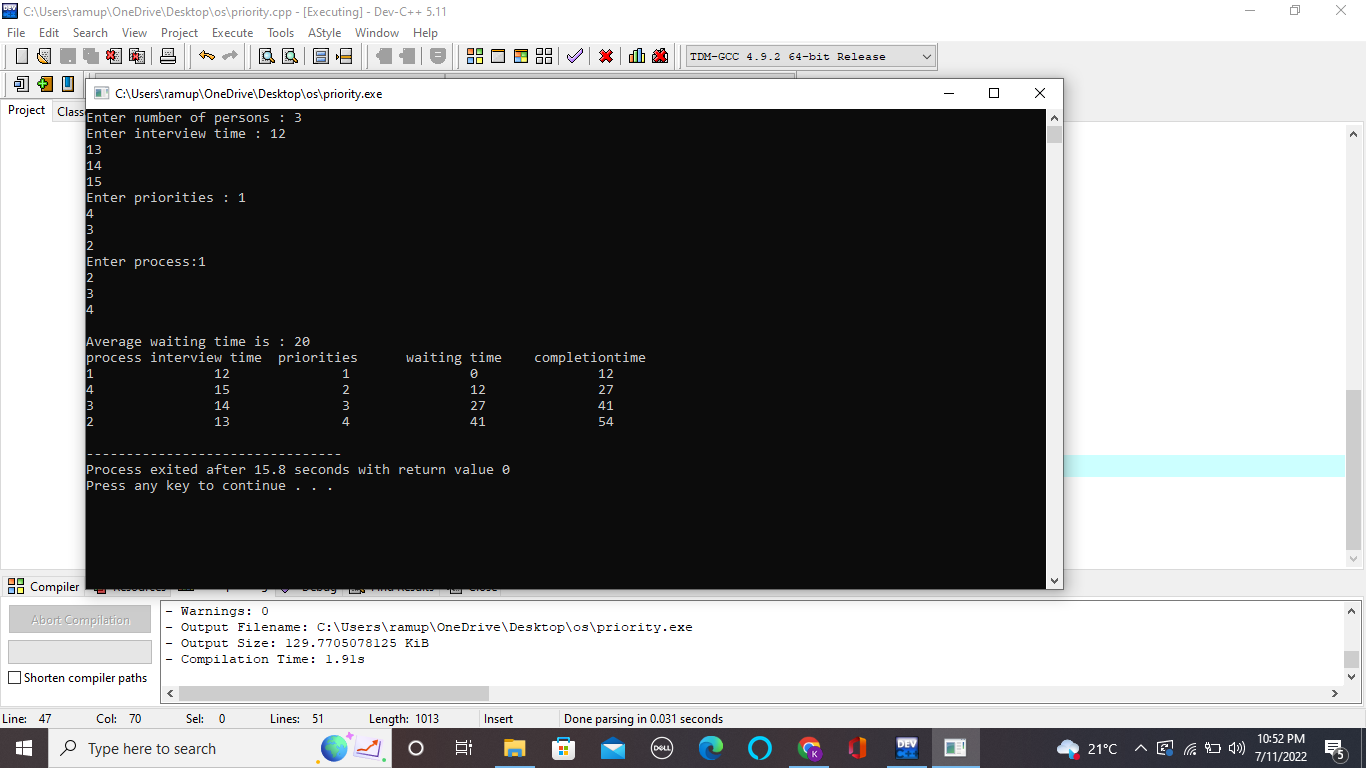 C:\Users\ramup\OneDrive\Desktop\os\priority.cpp - [Executing] - Dev-C++ 5.11
File Edit Search View Project Execute Tools AStyle Window Help
TDM-GCC 4.9.2 64-bit Release
Project Class
C:\Users\ramup\OneDrive\Desktop\os\priority.exe
Enter number of persons : 3
Enter interview time : 12
13
14
15
Enter priorities : 1
4
3
2
Enter process:1
2
3
4
Average waiting time is : 20
process interview time priorities waiting time completiontime
1 12 1 0 12
4 15 2 12 27
3 14 3 27 41
2 13 4 41 54
--------------------------------
Process exited after 15.8 seconds with return value 0
Press any key to continue . . .
Compiler Resources Debug Find Results Close
Abort Compilation
Shorten compiler paths
- Warnings: 0
- Output Filename: C:\Users\ramup\OneDrive\Desktop\os\priority.exe
- Output Size: 129.7705078125 KiB
- Compilation Time: 1.91s
Line: 47 Col: 70 Sel: 0 Lines: 51 Length: 1013 Insert Done parsing in 0.031 seconds
Type here to search
DELL
K
DEV
21°C
10:52 PM
7/11/2022
5